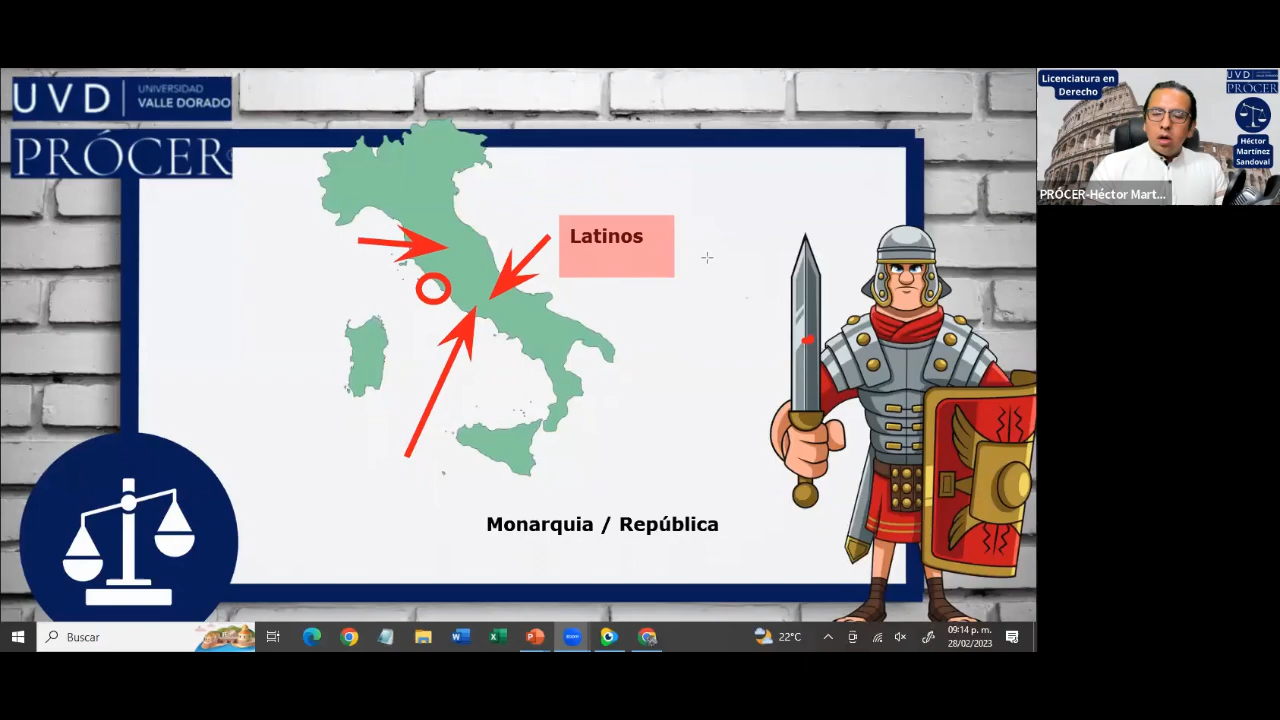 UVD
UNIVERSIDAD
VALLE DORADO
PRÓCER
Latinos
Monarquia / República
Licenciatura en
Derecho
UVD
PRÓCER
Héctor
Martínez
Sandoval
PRÓCER-Héctor Mart...
Buscar
22°C
09:14 p. m.
28/02/2023